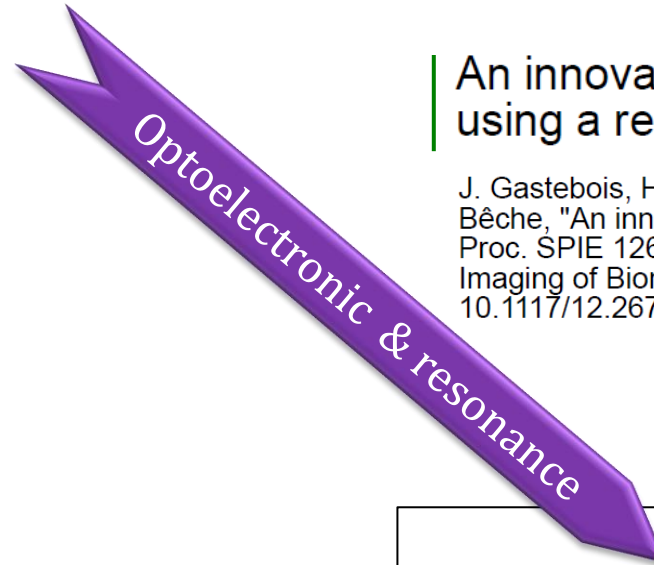 Optoelectronic & resonance
An innova
using a re
J. Gastebois, H
Bêche, "An inn
Proc. SPIE 126
Imaging of Bior
10.1117/12.267